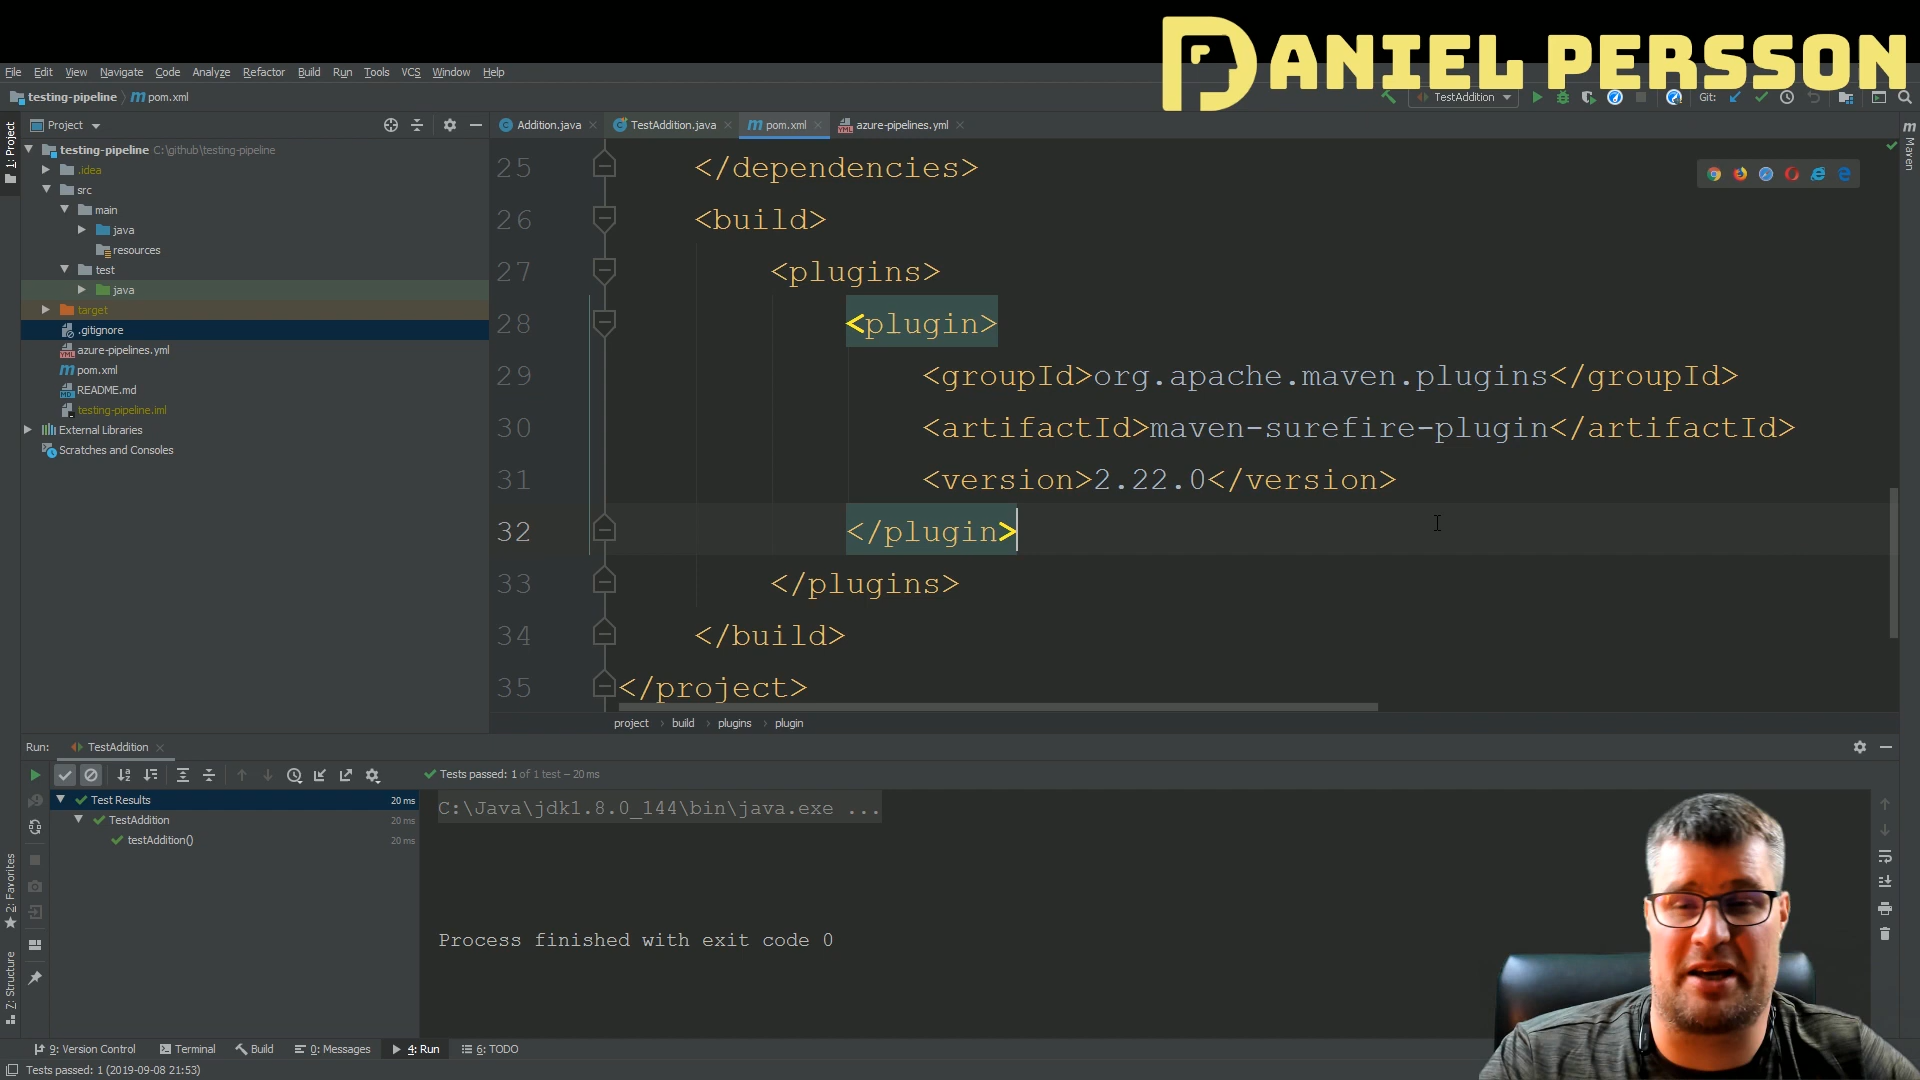 DANIEL PERSSON
File Edit View Navigate Code Analyze Refactor Build Run Tools VCS Window Help
testing-pipeline pom.xml
TestAddition
Git:
1: Project
Project
Addition.java
TestAddition.java
pom.xml
azure-pipelines.yml
Maven
testing-pipeline C:\github\testing-pipeline
.idea
src
main
java
resources
test
java
target
.gitignore
azure-pipelines.yml
pom.xml
README.md
testing-pipeline.iml
External Libraries
Scratches and Consoles
25 </dependencies>
26 <build>
27 <plugins>
28 <plugin>
29 <groupId>org.apache.maven.plugins</groupId>
30 <artifactId>maven-surefire-plugin</artifactId>
31 <version>2.22.0</version>
32 </plugin>
33 </plugins>
34 </build>
35 </project>
project › build › plugins › plugin
Run: TestAddition
Tests passed: 1 of 1 test – 20 ms
Test Results 20 ms
TestAddition 20 ms
testAddition() 20 ms
C:\Java\jdk1.8.0_144\bin\java.exe ...
Process finished with exit code 0
2: Favorites
7: Structure
9: Version Control Terminal Build 0: Messages 4: Run 6: TODO
Tests passed: 1 (2019-09-08 21:53)